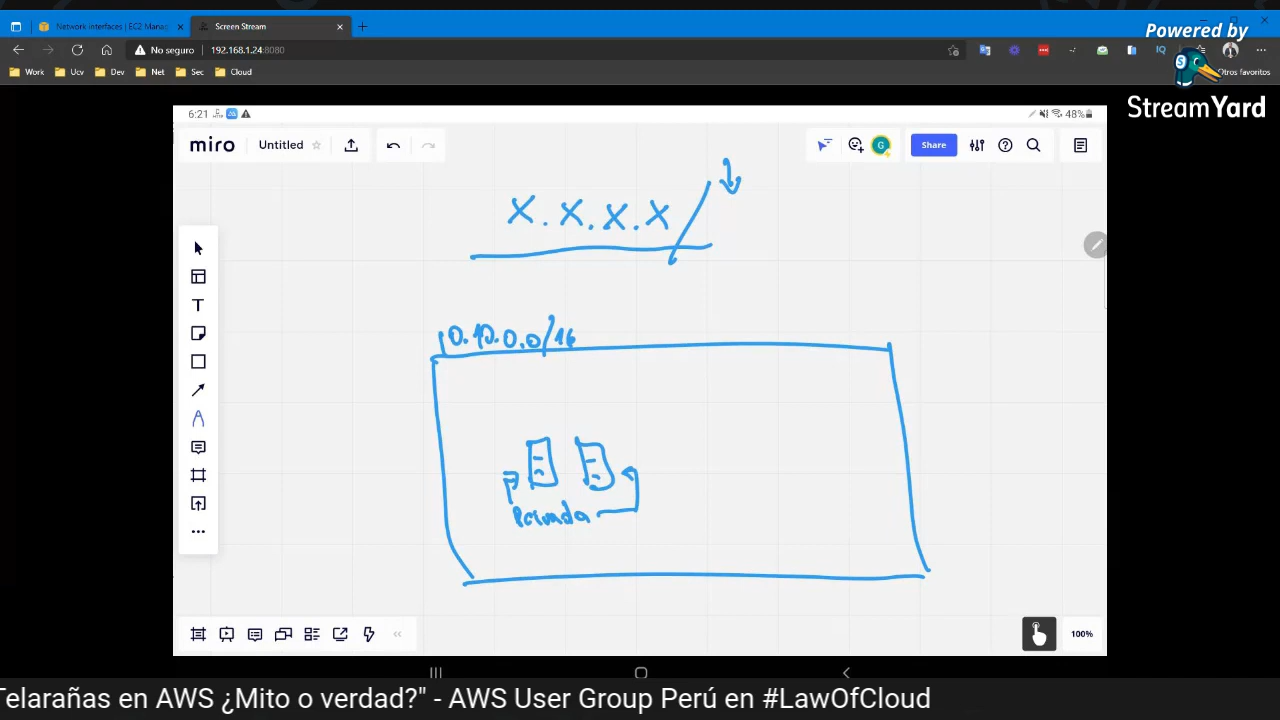 Network interfaces | EC2 Manag
Screen Stream
Powered by
No seguro
192.168.1.24:8080
Work
Ucv
Dev
Net
Sec
Cloud
Otros favoritos
StreamYard
6:21
48%
miro
Untitled
G
Share
X.X.X.X/
10.10.0.0/16
Privada
100%
Telarañas en AWS ¿Mito o verdad?" - AWS User Group Perú en #LawOfCloud